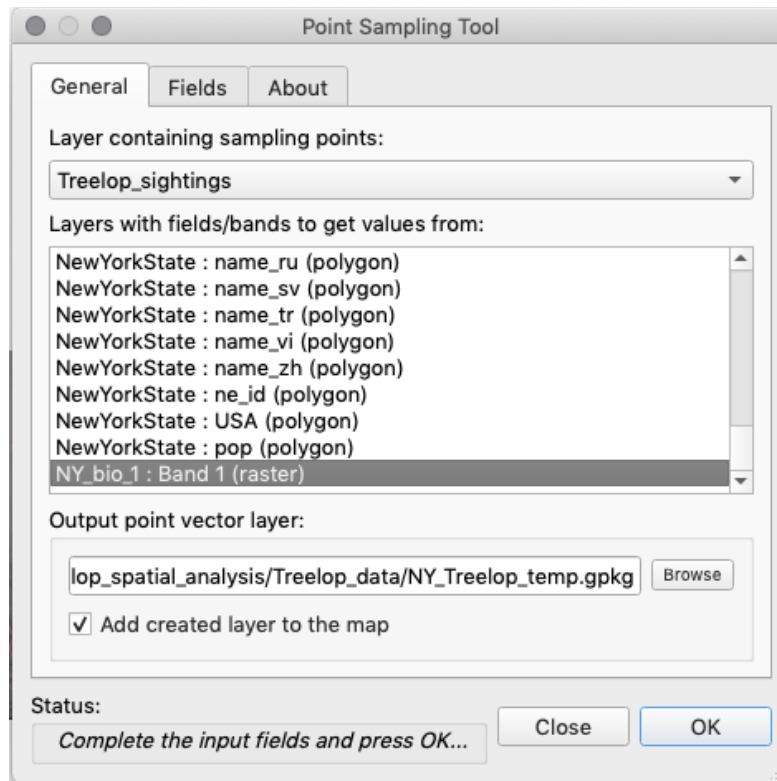 Point Sampling Tool
General Fields About
Layer containing sampling points:
Treelop_sightings
Layers with fields/bands to get values from:
NewYorkState : name_ru (polygon)
NewYorkState : name_sv (polygon)
NewYorkState : name_tr (polygon)
NewYorkState : name_vi (polygon)
NewYorkState : name_zh (polygon)
NewYorkState : ne_id (polygon)
NewYorkState : USA (polygon)
NewYorkState : pop (polygon)
NY_bio_1 : Band 1 (raster)
Output point vector layer:
lop_spatial_analysis/Treelop_data/NY_Treelop_temp.gpkg Browse
Add created layer to the map
Status:
Complete the input fields and press OK... Close OK